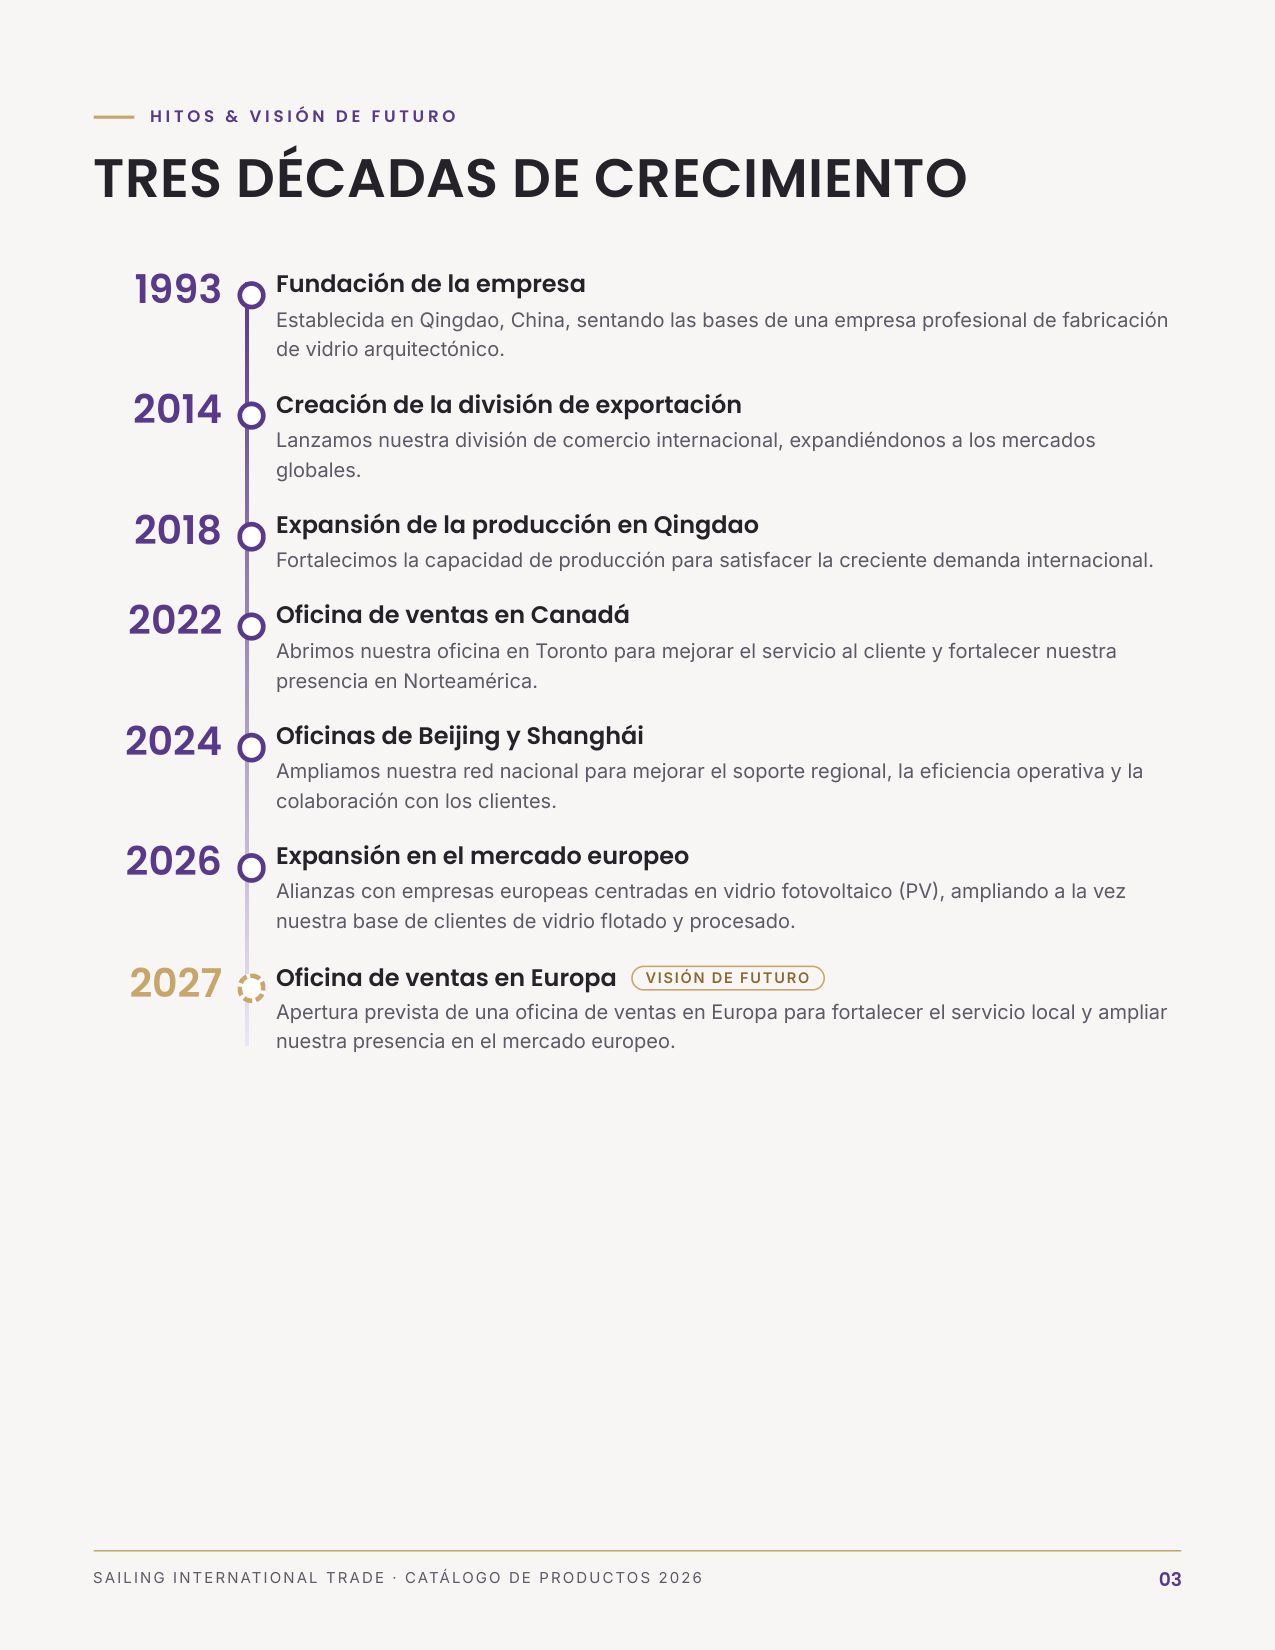 HITOS & VISIÓN DE FUTURO
TRES DÉCADAS DE CRECIMIENTO
1993
Fundación de la empresa
Establecida en Qingdao, China, sentando las bases de una empresa profesional de fabricación
de vidrio arquitectónico.
2014
Creación de la división de exportación
Lanzamos nuestra división de comercio internacional, expandiéndonos a los mercados
globales.
2018
Expansión de la producción en Qingdao
Fortalecimos la capacidad de producción para satisfacer la creciente demanda internacional.
2022
Oficina de ventas en Canadá
Abrimos nuestra oficina en Toronto para mejorar el servicio al cliente y fortalecer nuestra
presencia en Norteamérica.
2024
Oficinas de Beijing y Shanghái
Ampliamos nuestra red nacional para mejorar el soporte regional, la eficiencia operativa y la
colaboración con los clientes.
2026
Expansión en el mercado europeo
Alianzas con empresas europeas centradas en vidrio fotovoltaico (PV), ampliando a la vez
nuestra base de clientes de vidrio flotado y procesado.
2027
Oficina de ventas en Europa VISIÓN DE FUTURO
Apertura prevista de una oficina de ventas en Europa para fortalecer el servicio local y ampliar
nuestra presencia en el mercado europeo.
SAILING INTERNATIONAL TRADE · CATÁLOGO DE PRODUCTOS 2026
03